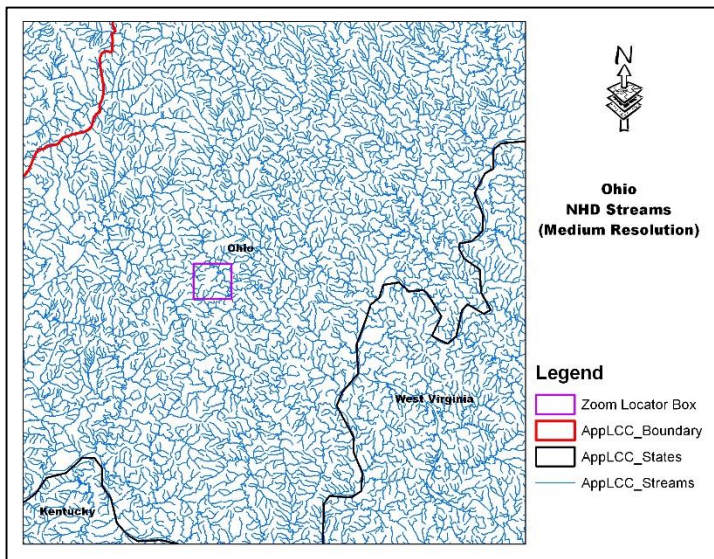 N
Ohio
NHD Streams
(Medium Resolution)
Ohio
West Virginia
Kentucky
Legend
Zoom Locator Box
AppLCC_Boundary
AppLCC_States
AppLCC_Streams